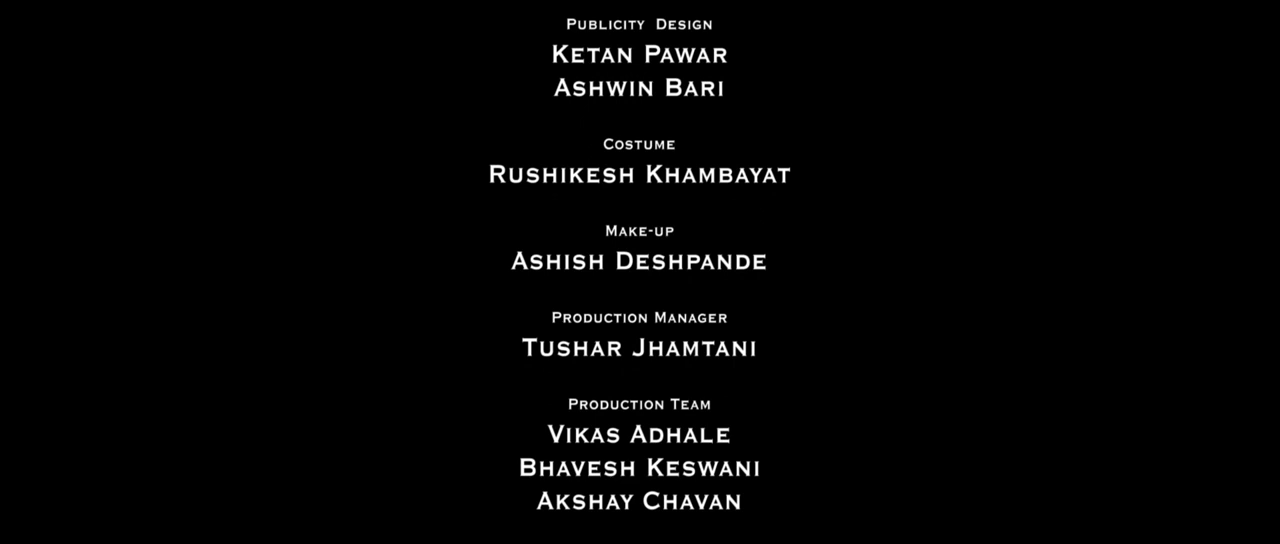 Publicity Design
Ketan Pawar
Ashwin Bari
Costume
Rushikesh Khambayat
Make-up
Ashish Deshpande
Production Manager
Tushar Jhamtani
Production Team
Vikas Adhale
Bhavesh Keswani
Akshay Chavan